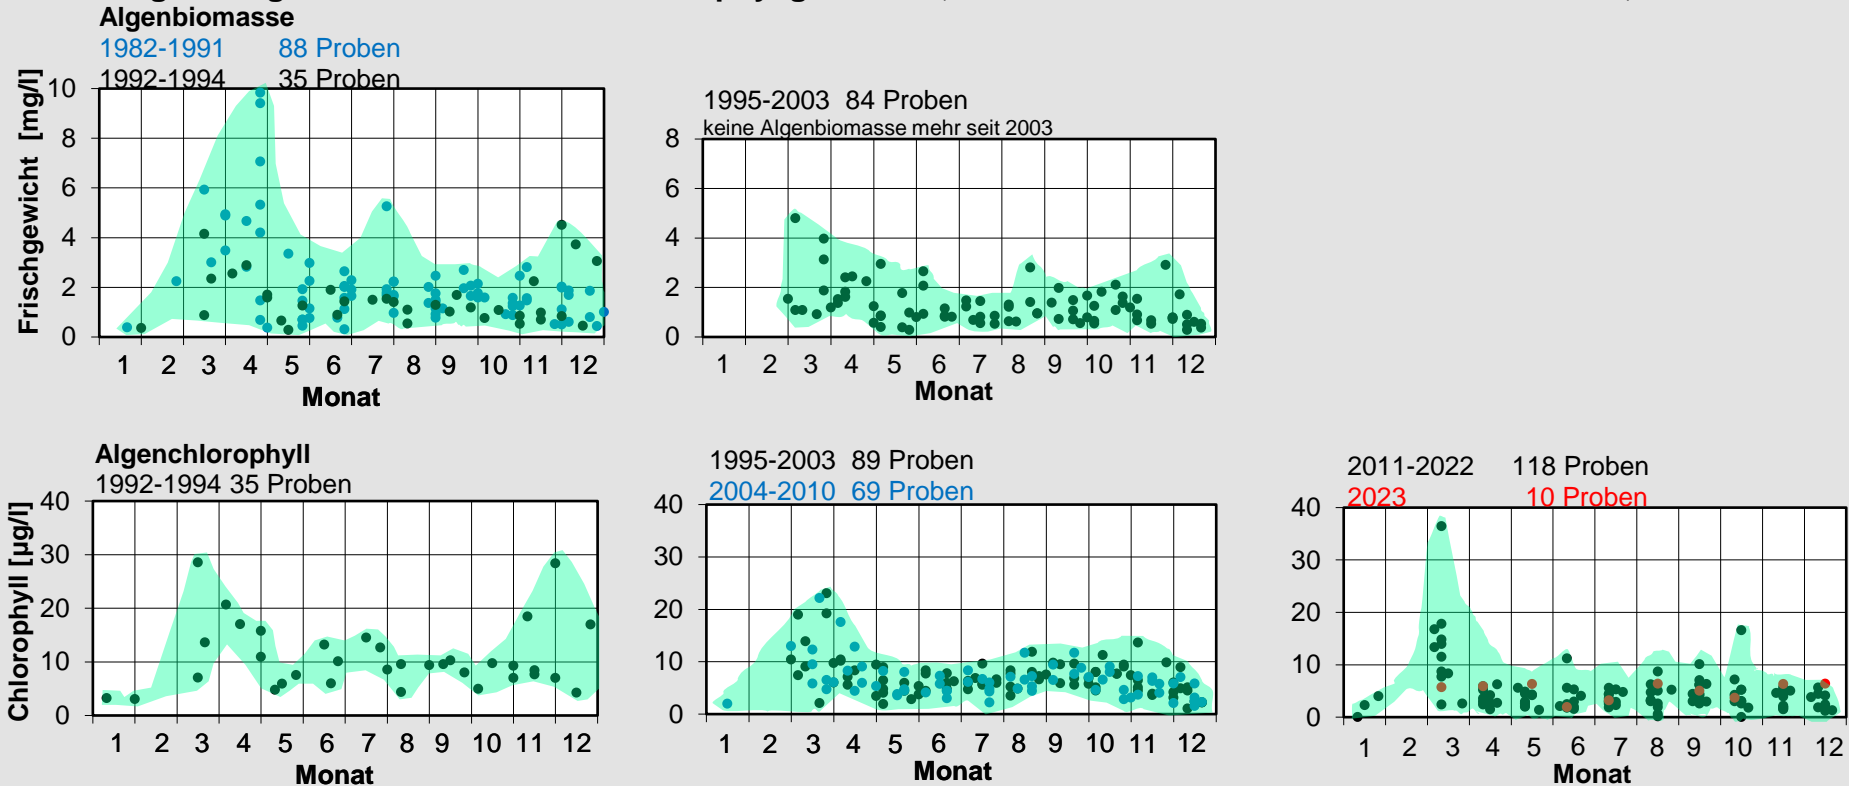 Algenbiomasse
1982-1991 88 Proben
1992-1994 35 Proben
Frischgewicht [mg/l]
10
8
6
4
2
0
1 2 3 4 5 6 7 8 9 10 11 12
Monat
1995-2003 84 Proben
keine Algenbiomasse mehr seit 2003
8
6
4
2
0
1 2 3 4 5 6 7 8 9 10 11 12
Monat
Algenchlorophyll
1992-1994 35 Proben
Chlorophyll [µg/l]
40
30
20
10
0
1 2 3 4 5 6 7 8 9 10 11 12
Monat
1995-2003 89 Proben
2004-2010 69 Proben
40
30
20
10
0
1 2 3 4 5 6 7 8 9 10 11 12
Monat
2011-2022 118 Proben
2023 10 Proben
40
30
20
10
0
1 2 3 4 5 6 7 8 9 10 11 12
Monat